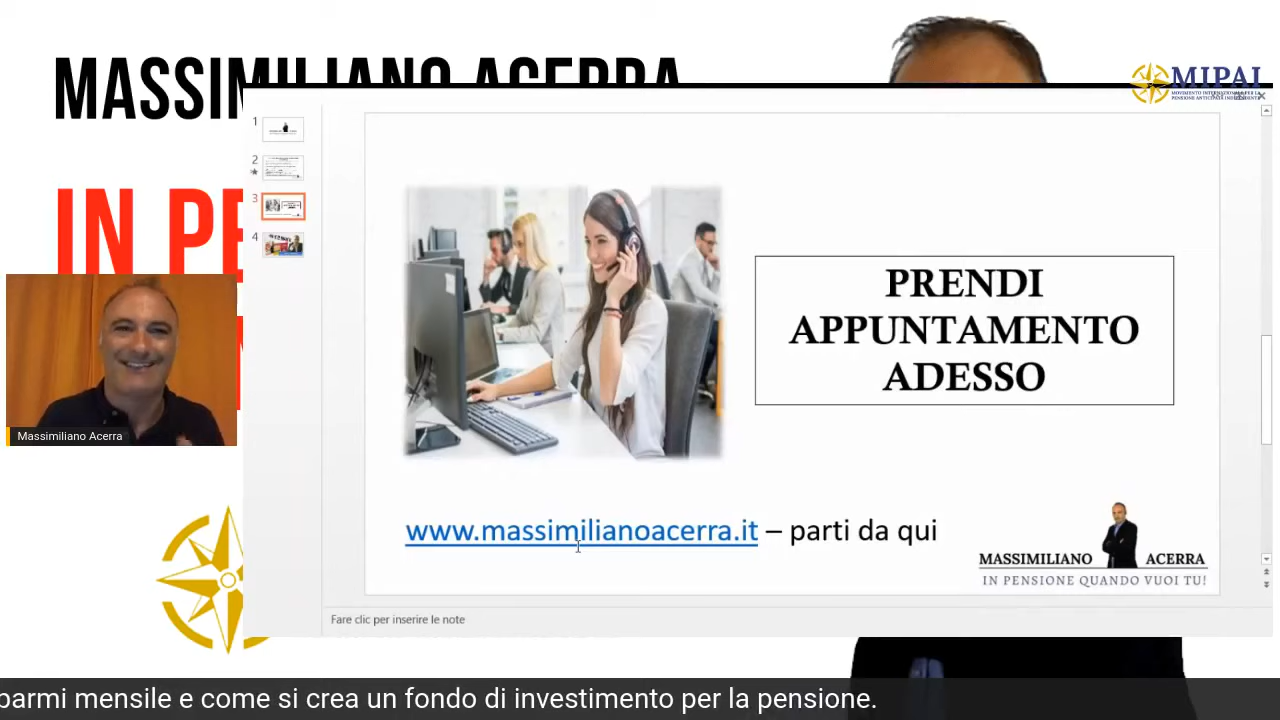 MASSIMILIANO ACERRA
IN PE
MIPAI
1
2
3
4
PRENDI
APPUNTAMENTO
ADESSO
Massimiliano Acerra
www.massimilianoacerra.it – parti da qui
MASSIMILIANO ACERRA
IN PENSIONE QUANDO VUOI TU!
Fare clic per inserire le note
parmi mensile e come si crea un fondo di investimento per la pensione.